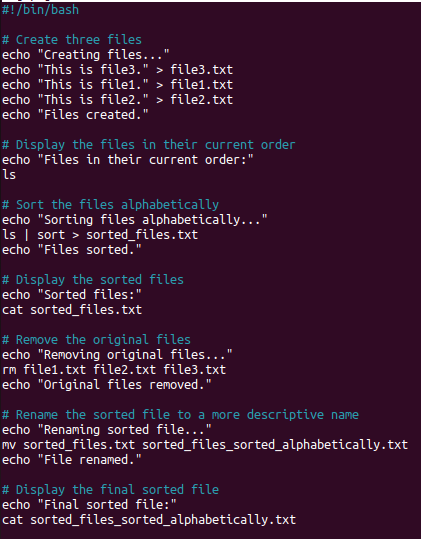 #!/bin/bash
# Create three files
echo "Creating files..."
echo "This is file3." > file3.txt
echo "This is file1." > file1.txt
echo "This is file2." > file2.txt
echo "Files created."
# Display the files in their current order
echo "Files in their current order:"
ls
# Sort the files alphabetically
echo "Sorting files alphabetically..."
ls | sort > sorted_files.txt
echo "Files sorted."
# Display the sorted files
echo "Sorted files:"
cat sorted_files.txt
# Remove the original files
echo "Removing original files..."
rm file1.txt file2.txt file3.txt
echo "Original files removed."
# Rename the sorted file to a more descriptive name
echo "Renaming sorted file..."
mv sorted_files.txt sorted_files_sorted_alphabetically.txt
echo "File renamed."
# Display the final sorted file
echo "Final sorted file:"
cat sorted_files_sorted_alphabetically.txt